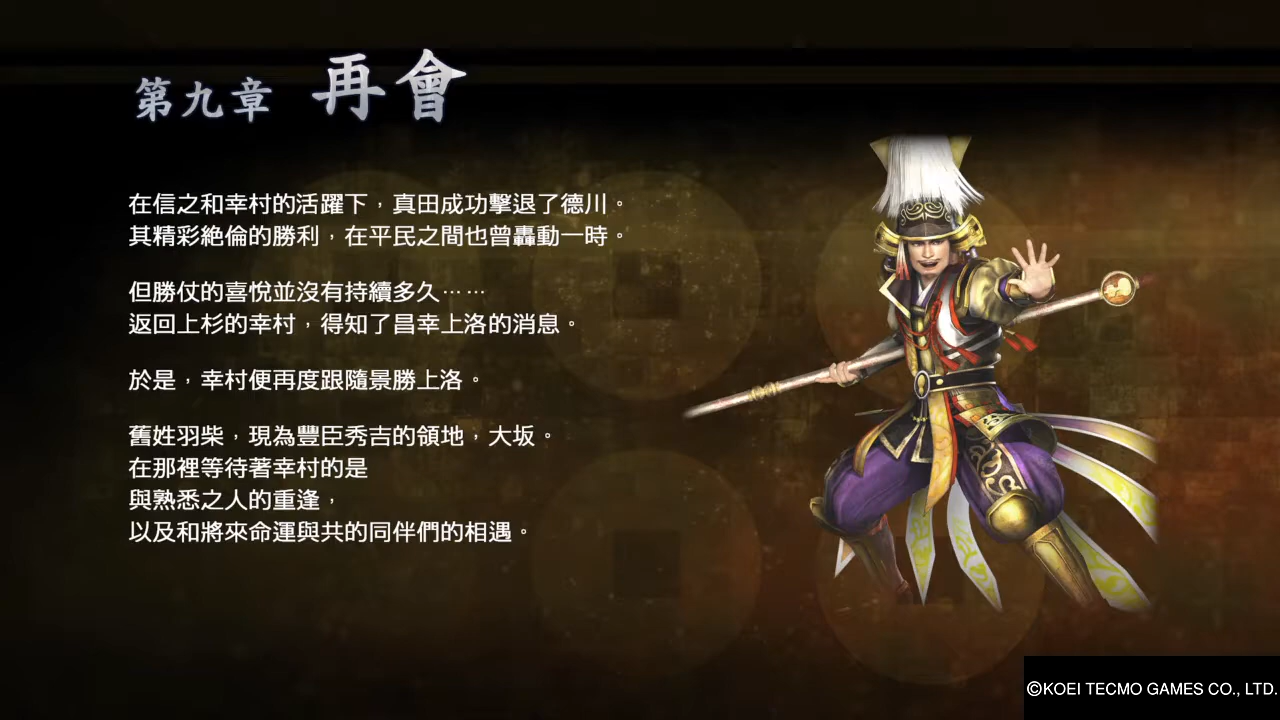 第九章 再會
在信之和幸村的活躍下，真田成功擊退了德川。
其精彩絕倫的勝利，在平民之間也曾轟動一時。
但勝仗的喜悅並沒有持續多久……
返回上杉的幸村，得知了昌幸上洛的消息。
於是，幸村便再度跟隨景勝上洛。
舊姓羽柴，現為豐臣秀吉的領地，大坂。
在那裡等待著幸村的是
與熟悉之人的重逢，
以及和將來命運與共的同伴們的相遇。
©KOEI TECMO GAMES CO., LTD.